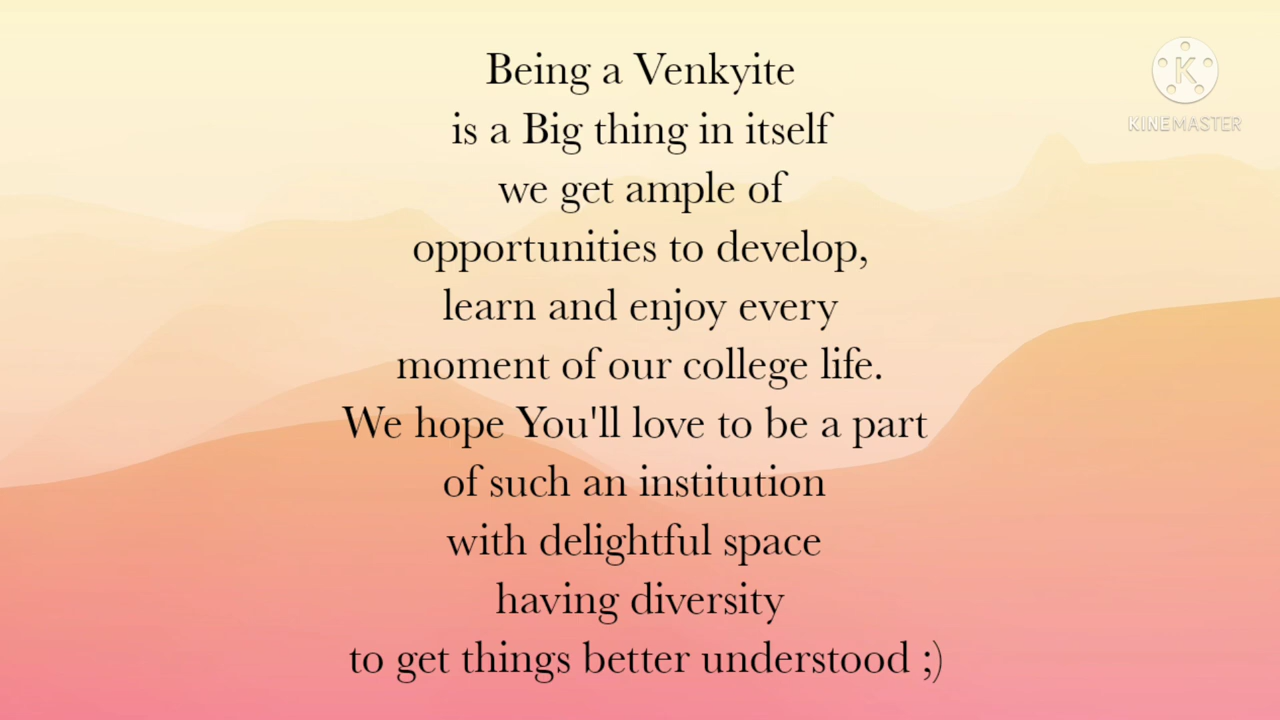 Being a Venkyite
is a Big thing in itself
we get ample of
opportunities to develop,
learn and enjoy every
moment of our college life.
We hope You'll love to be a part
of such an institution
with delightful space
having diversity
to get things better understood ;)
K
KINEMASTER